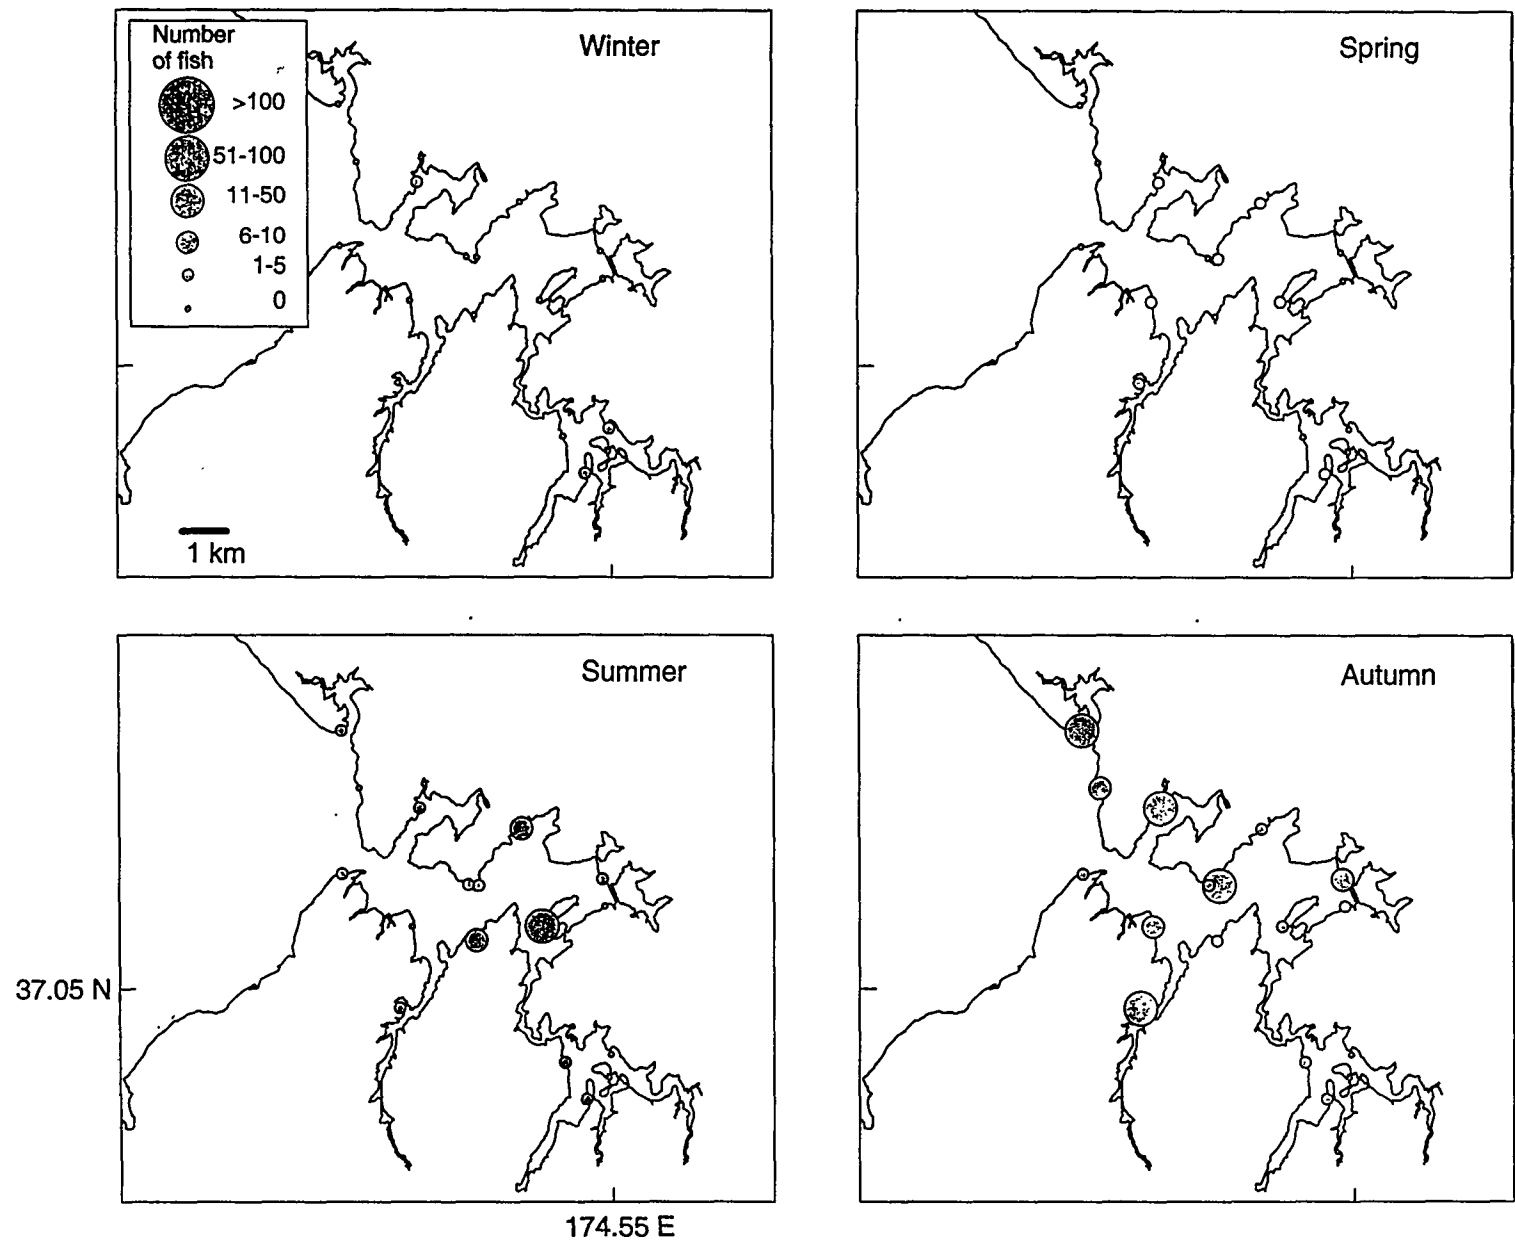 Number
of fish
>100
51-100
11-50
6-10
1-5
0
Winter
1 km
Spring
Summer
37.05 N
174.55 E
Autumn